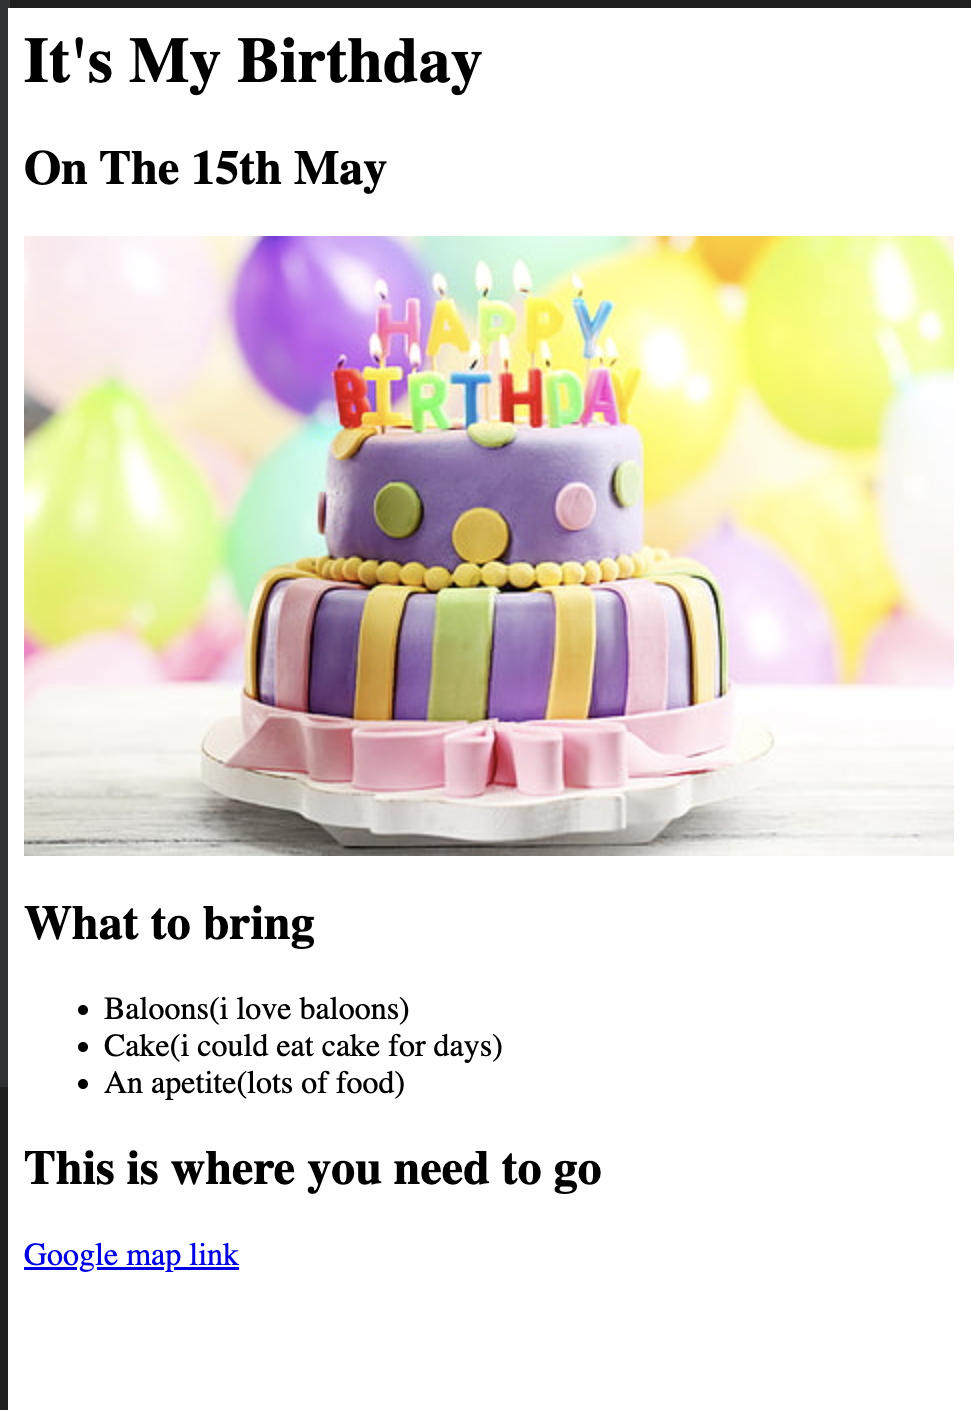 It's My Birthday
On The 15th May
HAPPY
BIRTHDAY
What to bring
Baloons(i love baloons)
Cake(i could eat cake for days)
An apetite(lots of food)
This is where you need to go
Google map link